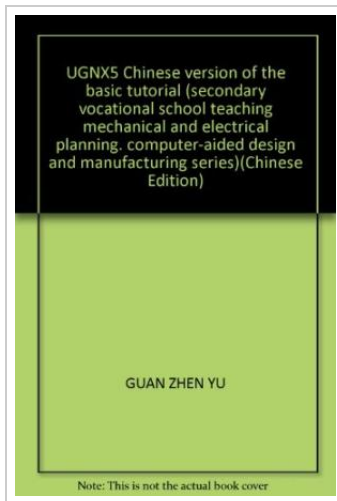 UGNX5 Chinese version of the
basic tutorial (secondary
vocational school teaching
mechanical and electrical
planning. computer-aided design
and manufacturing series)(Chinese
Edition)
GUAN ZHEN YU
Note: This is not the actual book cover